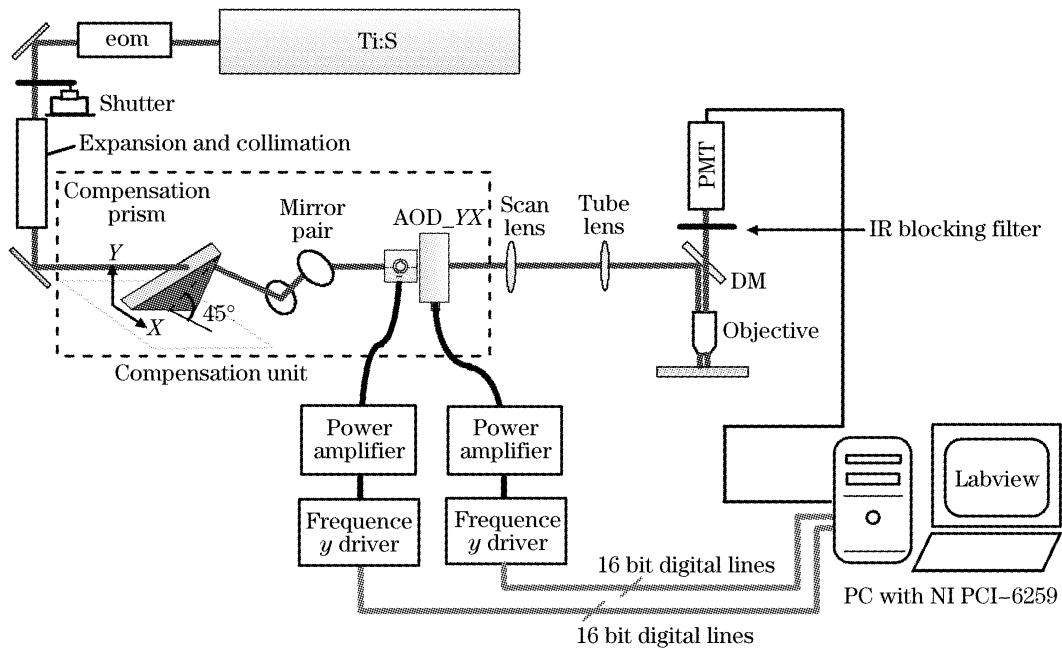 eom
Ti:S
Shutter
Expansion and collimation
Compensation
prism
Mirror
pair
AOD_YX
Scan
lens
Tube
lens
PMT
IR blocking filter
DM
Y
X
45°
Objective
Compensation unit
Power
amplifier
Power
amplifier
Frequence
y driver
Frequence
y driver
Labview
16 bit digital lines
16 bit digital lines
PC with NI PCI-6259